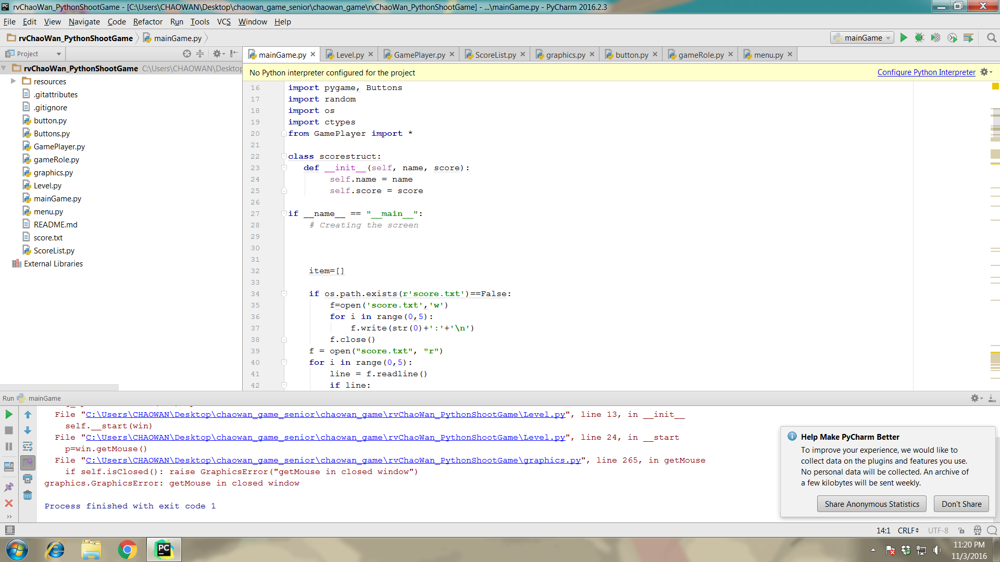 rvChaoWan_PythonShootGame - [C:\Users\CHAOWAN\Desktop\chaowan_game_senior\chaowan_game\rvChaoWan_PythonShootGame] - ...\mainGame.py - PyCharm 2016.2.3
File Edit View Navigate Code Refactor Run Tools VCS Window Help
rvChaoWan_PythonShootGame mainGame.py mainGame
Project mainGame.py Level.py GamePlayer.py ScoreList.py graphics.py button.py gameRole.py menu.py
rvChaoWan_PythonShootGame C:\Users\CHAOWAN\Desktop
resources
.gitattributes
.gitignore
button.py
Buttons.py
GamePlayer.py
gameRole.py
graphics.py
Level.py
mainGame.py
menu.py
README.md
score.txt
ScoreList.py
External Libraries
No Python interpreter configured for the project Configure Python Interpreter
16 import pygame, Buttons
17 import random
18 import os
19 import ctypes
20 from GamePlayer import *
21
22 class scorestruct:
23 def __init__(self, name, score):
24 self.name = name
25 self.score = score
26
27 if __name__ == "__main__":
28 # Creating the screen
29
30
31
32 item=[]
33
34 if os.path.exists(r'score.txt')==False:
35 f=open('score.txt','w')
36 for i in range(0,5):
37 f.write(str(0)+':'+'\n')
38 f.close()
39 f = open("score.txt", "r")
40 for i in range(0,5):
41 line = f.readline()
42 if line:
Run mainGame
File "C:\Users\CHAOWAN\Desktop\chaowan_game_senior\chaowan_game\rvChaoWan_PythonShootGame\Level.py", line 13, in __init__
self.__start(win)
File "C:\Users\CHAOWAN\Desktop\chaowan_game_senior\chaowan_game\rvChaoWan_PythonShootGame\Level.py", line 24, in __start
p=win.getMouse()
File "C:\Users\CHAOWAN\Desktop\chaowan_game_senior\chaowan_game\rvChaoWan_PythonShootGame\graphics.py", line 265, in getMouse
if self.isClosed(): raise GraphicsError("getMouse in closed window")
graphics.GraphicsError: getMouse in closed window
Process finished with exit code 1
Help Make PyCharm Better
To improve your experience, we would like to
collect data on the plugins and features you use.
No personal data will be collected. An archive of
a few kilobytes will be sent weekly.
Share Anonymous Statistics Don't Share
14:1 CRLF UTF-8
PC
11:20 PM
11/3/2016